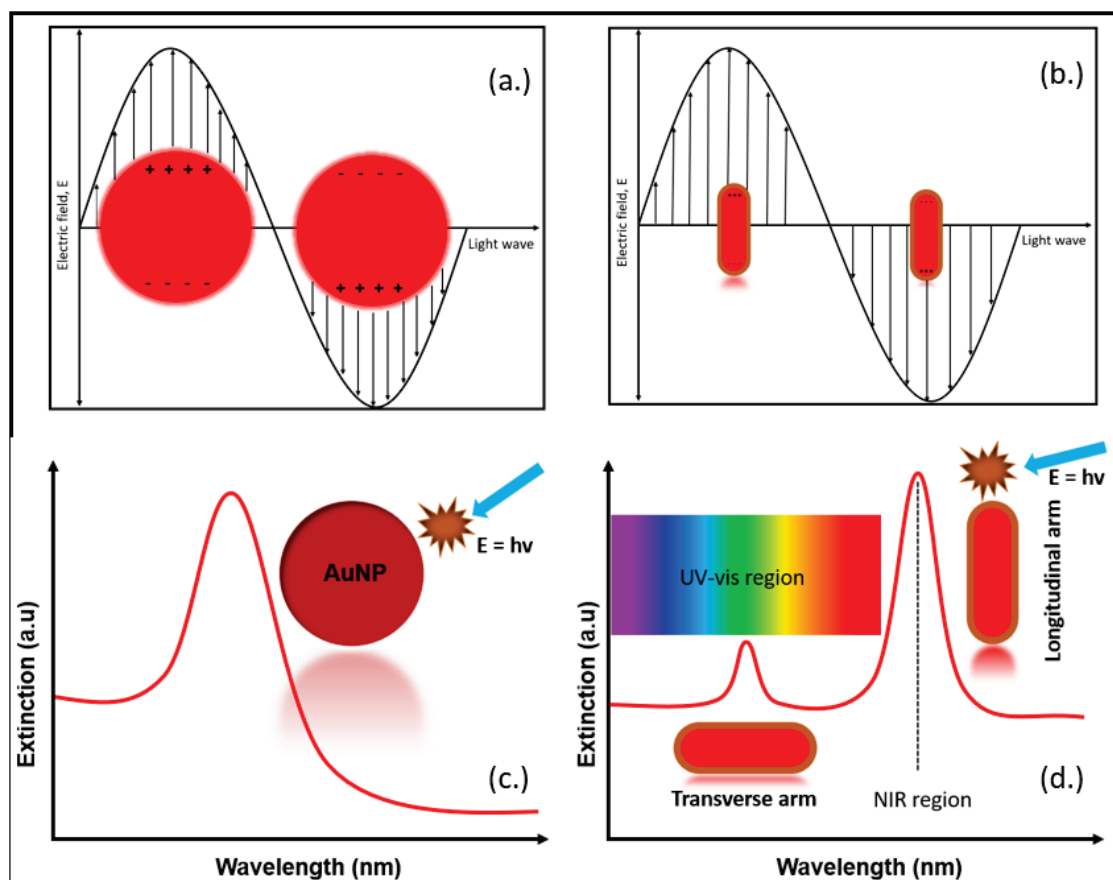 (a.)
Electric field, E
+ + + +
- - - -
- - - -
+ + + +
Light wave
(b.)
Electric field, E
+++
- - -
- - -
+++
Light wave
Extinction (a.u)
AuNP
E = hv
(c.)
Wavelength (nm)
Extinction (a.u)
UV-vis region
E = hv
Longitudinal arm
Transverse arm
NIR region
(d.)
Wavelength (nm)